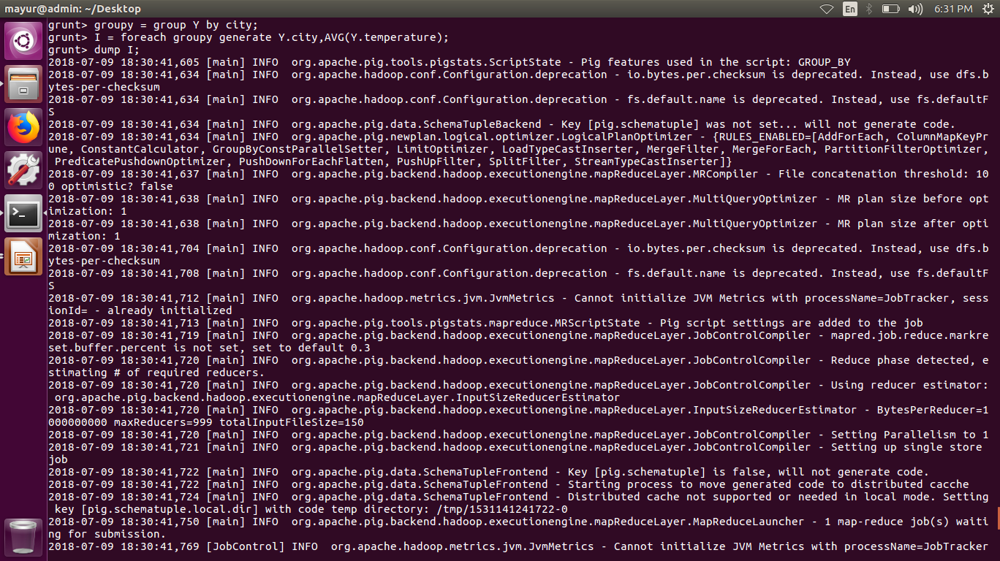 mayur@admin: ~/Desktop
En
6:31 PM
grunt> groupy = group Y by city;
grunt> I = foreach groupy generate Y.city,AVG(Y.temperature);
grunt> dump I;
2018-07-09 18:30:41,605 [main] INFO  org.apache.pig.tools.pigstats.ScriptState - Pig features used in the script: GROUP_BY
2018-07-09 18:30:41,634 [main] INFO  org.apache.hadoop.conf.Configuration.deprecation - io.bytes.per.checksum is deprecated. Instead, use dfs.b
ytes-per-checksum
2018-07-09 18:30:41,634 [main] INFO  org.apache.hadoop.conf.Configuration.deprecation - fs.default.name is deprecated. Instead, use fs.defaultF
S
2018-07-09 18:30:41,634 [main] INFO  org.apache.pig.data.SchemaTupleBackend - Key [pig.schematuple] was not set... will not generate code.
2018-07-09 18:30:41,634 [main] INFO  org.apache.pig.newplan.logical.optimizer.LogicalPlanOptimizer - {RULES_ENABLED=[AddForEach, ColumnMapKeyPr
une, ConstantCalculator, GroupByConstParallelSetter, LimitOptimizer, LoadTypeCastInserter, MergeFilter, MergeForEach, PartitionFilterOptimizer,
 PredicatePushdownOptimizer, PushDownForEachFlatten, PushUpFilter, SplitFilter, StreamTypeCastInserter]}
2018-07-09 18:30:41,637 [main] INFO  org.apache.pig.backend.hadoop.executionengine.mapReduceLayer.MRCompiler - File concatenation threshold: 10
0 optimistic? false
2018-07-09 18:30:41,638 [main] INFO  org.apache.pig.backend.hadoop.executionengine.mapReduceLayer.MultiQueryOptimizer - MR plan size before opt
imization: 1
2018-07-09 18:30:41,638 [main] INFO  org.apache.pig.backend.hadoop.executionengine.mapReduceLayer.MultiQueryOptimizer - MR plan size after opti
mization: 1
2018-07-09 18:30:41,704 [main] INFO  org.apache.hadoop.conf.Configuration.deprecation - io.bytes.per.checksum is deprecated. Instead, use dfs.b
ytes-per-checksum
2018-07-09 18:30:41,708 [main] INFO  org.apache.hadoop.conf.Configuration.deprecation - fs.default.name is deprecated. Instead, use fs.defaultF
S
2018-07-09 18:30:41,712 [main] INFO  org.apache.hadoop.metrics.jvm.JvmMetrics - Cannot initialize JVM Metrics with processName=JobTracker, sess
ionId= - already initialized
2018-07-09 18:30:41,713 [main] INFO  org.apache.pig.tools.pigstats.mapreduce.MRScriptState - Pig script settings are added to the job
2018-07-09 18:30:41,719 [main] INFO  org.apache.pig.backend.hadoop.executionengine.mapReduceLayer.JobControlCompiler - mapred.job.reduce.markre
set.buffer.percent is not set, set to default 0.3
2018-07-09 18:30:41,720 [main] INFO  org.apache.pig.backend.hadoop.executionengine.mapReduceLayer.JobControlCompiler - Reduce phase detected, e
stimating # of required reducers.
2018-07-09 18:30:41,720 [main] INFO  org.apache.pig.backend.hadoop.executionengine.mapReduceLayer.JobControlCompiler - Using reducer estimator:
 org.apache.pig.backend.hadoop.executionengine.mapReduceLayer.InputSizeReducerEstimator
2018-07-09 18:30:41,720 [main] INFO  org.apache.pig.backend.hadoop.executionengine.mapReduceLayer.InputSizeReducerEstimator - BytesPerReducer=1
000000000 maxReducers=999 totalInputFileSize=150
2018-07-09 18:30:41,720 [main] INFO  org.apache.pig.backend.hadoop.executionengine.mapReduceLayer.JobControlCompiler - Setting Parallelism to 1
2018-07-09 18:30:41,721 [main] INFO  org.apache.pig.backend.hadoop.executionengine.mapReduceLayer.JobControlCompiler - Setting up single store
job
2018-07-09 18:30:41,722 [main] INFO  org.apache.pig.data.SchemaTupleFrontend - Key [pig.schematuple] is false, will not generate code.
2018-07-09 18:30:41,722 [main] INFO  org.apache.pig.data.SchemaTupleFrontend - Starting process to move generated code to distributed cacche
2018-07-09 18:30:41,724 [main] INFO  org.apache.pig.data.SchemaTupleFrontend - Distributed cache not supported or needed in local mode. Setting
 key [pig.schematuple.local.dir] with code temp directory: /tmp/1531141241722-0
2018-07-09 18:30:41,750 [main] INFO  org.apache.pig.backend.hadoop.executionengine.mapReduceLayer.MapReduceLauncher - 1 map-reduce job(s) waiti
ng for submission.
2018-07-09 18:30:41,769 [JobControl] INFO  org.apache.hadoop.metrics.jvm.JvmMetrics - Cannot initialize JVM Metrics with processName=JobTracker